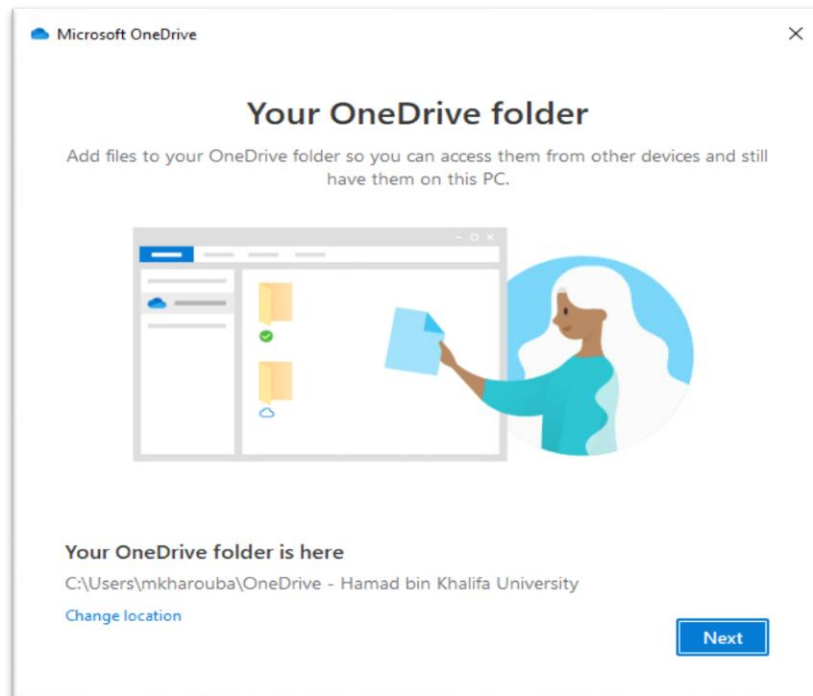 Microsoft OneDrive
Your OneDrive folder
Add files to your OneDrive folder so you can access them from other devices and still
have them on this PC.
Your OneDrive folder is here
C:\Users\mkharouba\OneDrive - Hamad bin Khalifa University
Change location
Next